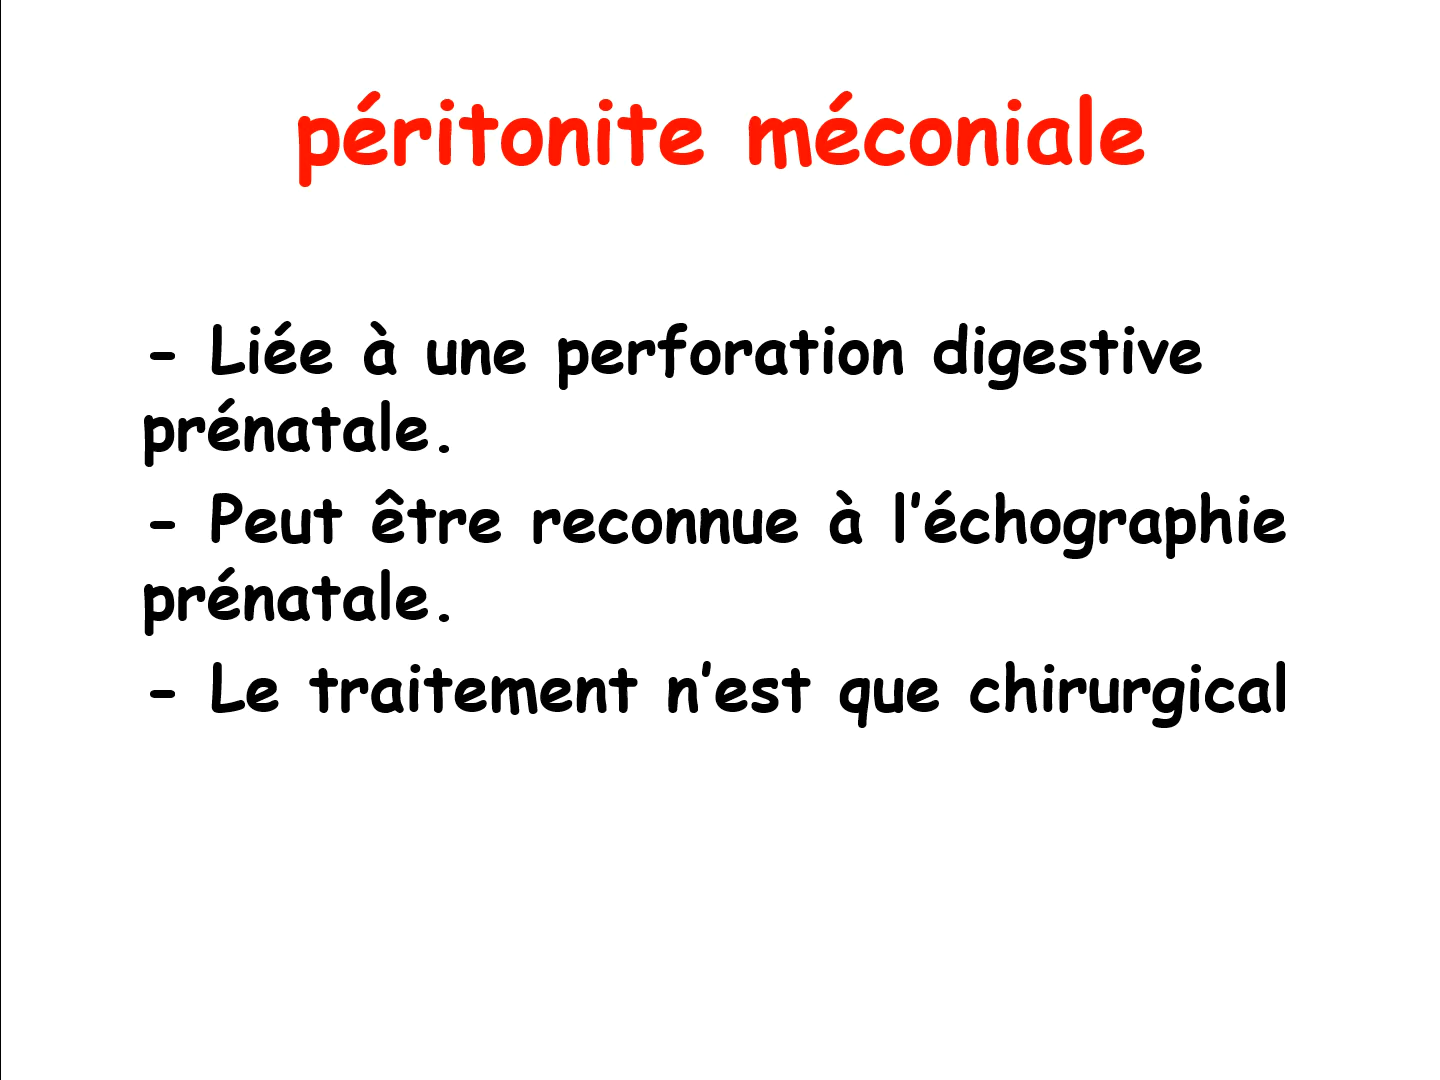 péritonite méconiale
- Liée à une perforation digestive
prénatale.
- Peut être reconnue à l’échographie
prénatale.
- Le traitement n’est que chirurgical